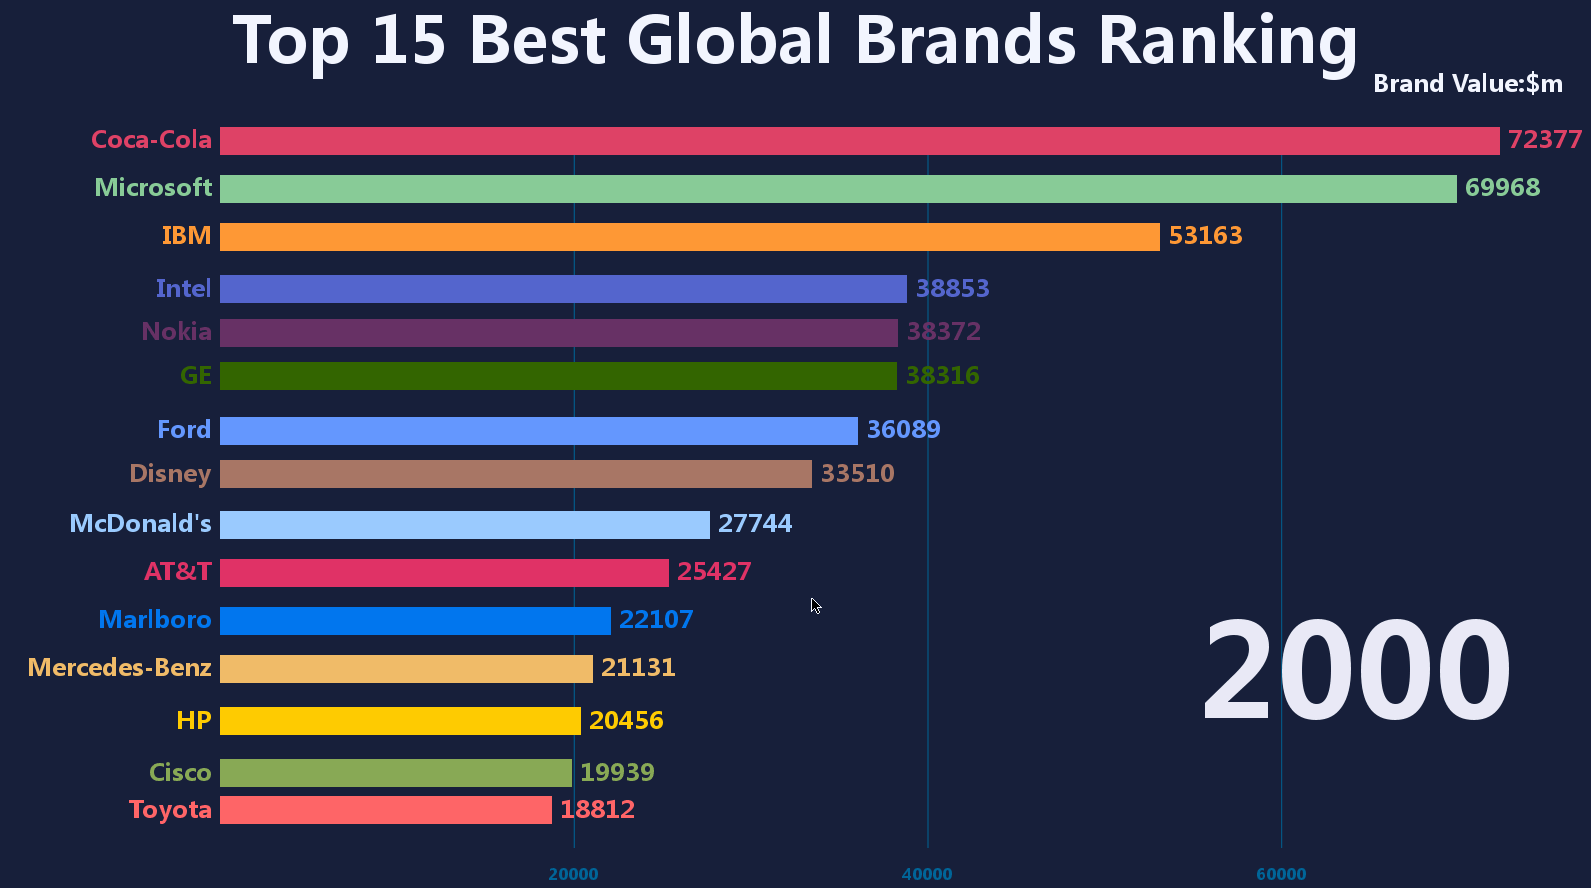 Top 15 Best Global Brands Ranking
Brand Value:$m
Coca-Cola 72377
Microsoft 69968
IBM 53163
Intel 38853
Nokia 38372
GE 38316
Ford 36089
Disney 33510
McDonald's 27744
AT&T 25427
Marlboro 22107
Mercedes-Benz 21131
HP 20456
Cisco 19939
Toyota 18812
2000
20000 40000 60000